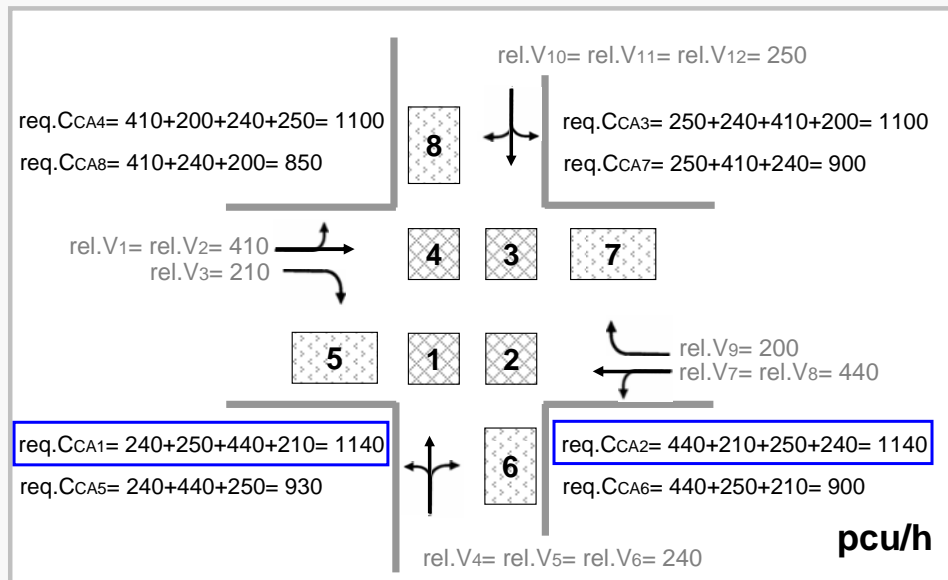 rel.V10= rel.V11= rel.V12= 250
req.CCA4= 410+200+240+250= 1100
req.CCA8= 410+240+200= 850
8
req.CCA3= 250+240+410+200= 1100
req.CCA7= 250+410+240= 900
rel.V1= rel.V2= 410
rel.V3= 210
4
3
7
5
1
2
rel.V9= 200
rel.V7= rel.V8= 440
req.CCA1= 240+250+440+210= 1140
req.CCA5= 240+440+250= 930
6
req.CCA2= 440+210+250+240= 1140
req.CCA6= 440+250+210= 900
pcu/h
rel.V4= rel.V5= rel.V6= 240